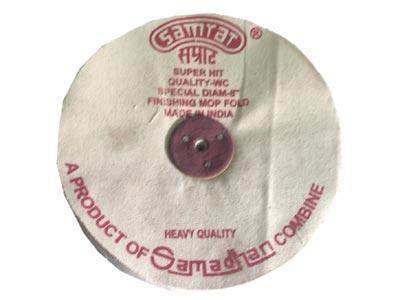 samrat ®
सम्राट
SUPER HIT
QUALITY-WC
SPECIAL DIAM-8"
FINISHING MOP FOLD
MADE IN INDIA
HEAVY QUALITY
A PRODUCT OF Samadhan COMBINE